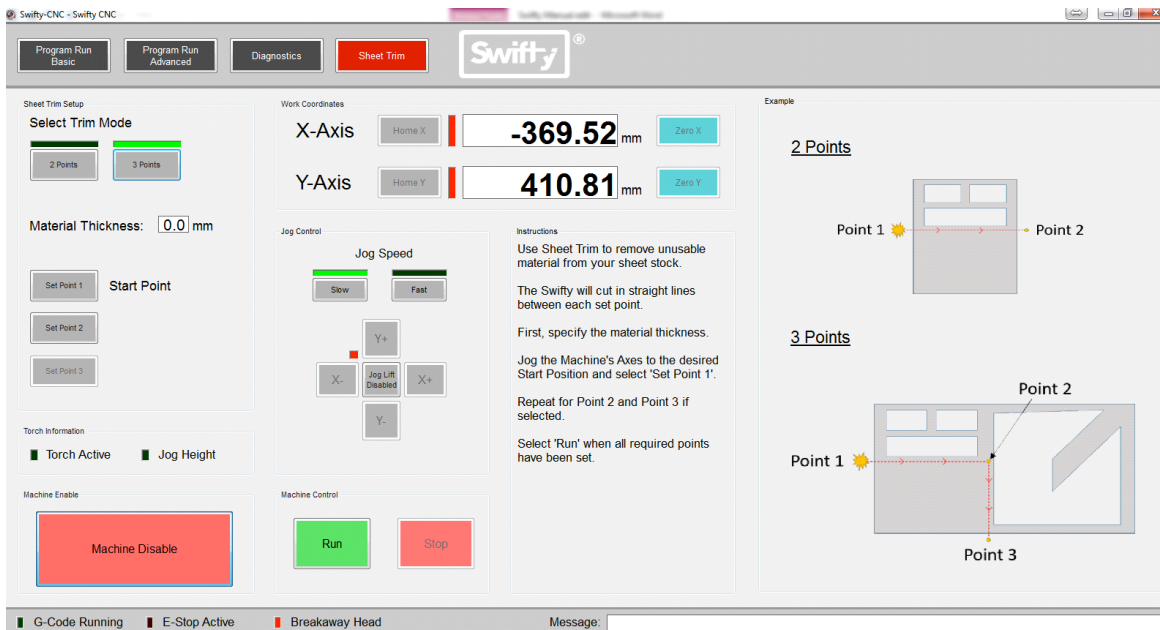 Swifty-CNC - Swifty CNC
Program Run
Basic
Program Run
Advanced
Diagnostics
Sheet Trim
Swifty®
Sheet Trim Setup
Select Trim Mode
2 Points
3 Points
Material Thickness: 0.0 mm
Set Point 1
Start Point
Set Point 2
Set Point 3
Torch Information
Torch Active
Jog Height
Machine Enable
Machine Disable
Work Coordinates
X-Axis
Home X
-369.52 mm
Zero X
Y-Axis
Home Y
410.81 mm
Zero Y
Jog Control
Jog Speed
Slow
Fast
Y+
X-
Jog Lift
Disabled
X+
Y-
Machine Control
Run
Stop
Instructions
Use Sheet Trim to remove unusable
material from your sheet stock.
The Swifty will cut in straight lines
between each set point.
First, specify the material thickness.
Jog the Machine's Axes to the desired
Start Position and select 'Set Point 1'.
Repeat for Point 2 and Point 3 if
selected.
Select 'Run' when all required points
have been set.
Example
2 Points
Point 1
Point 2
3 Points
Point 2
Point 1
Point 3
G-Code Running
E-Stop Active
Breakaway Head
Message: